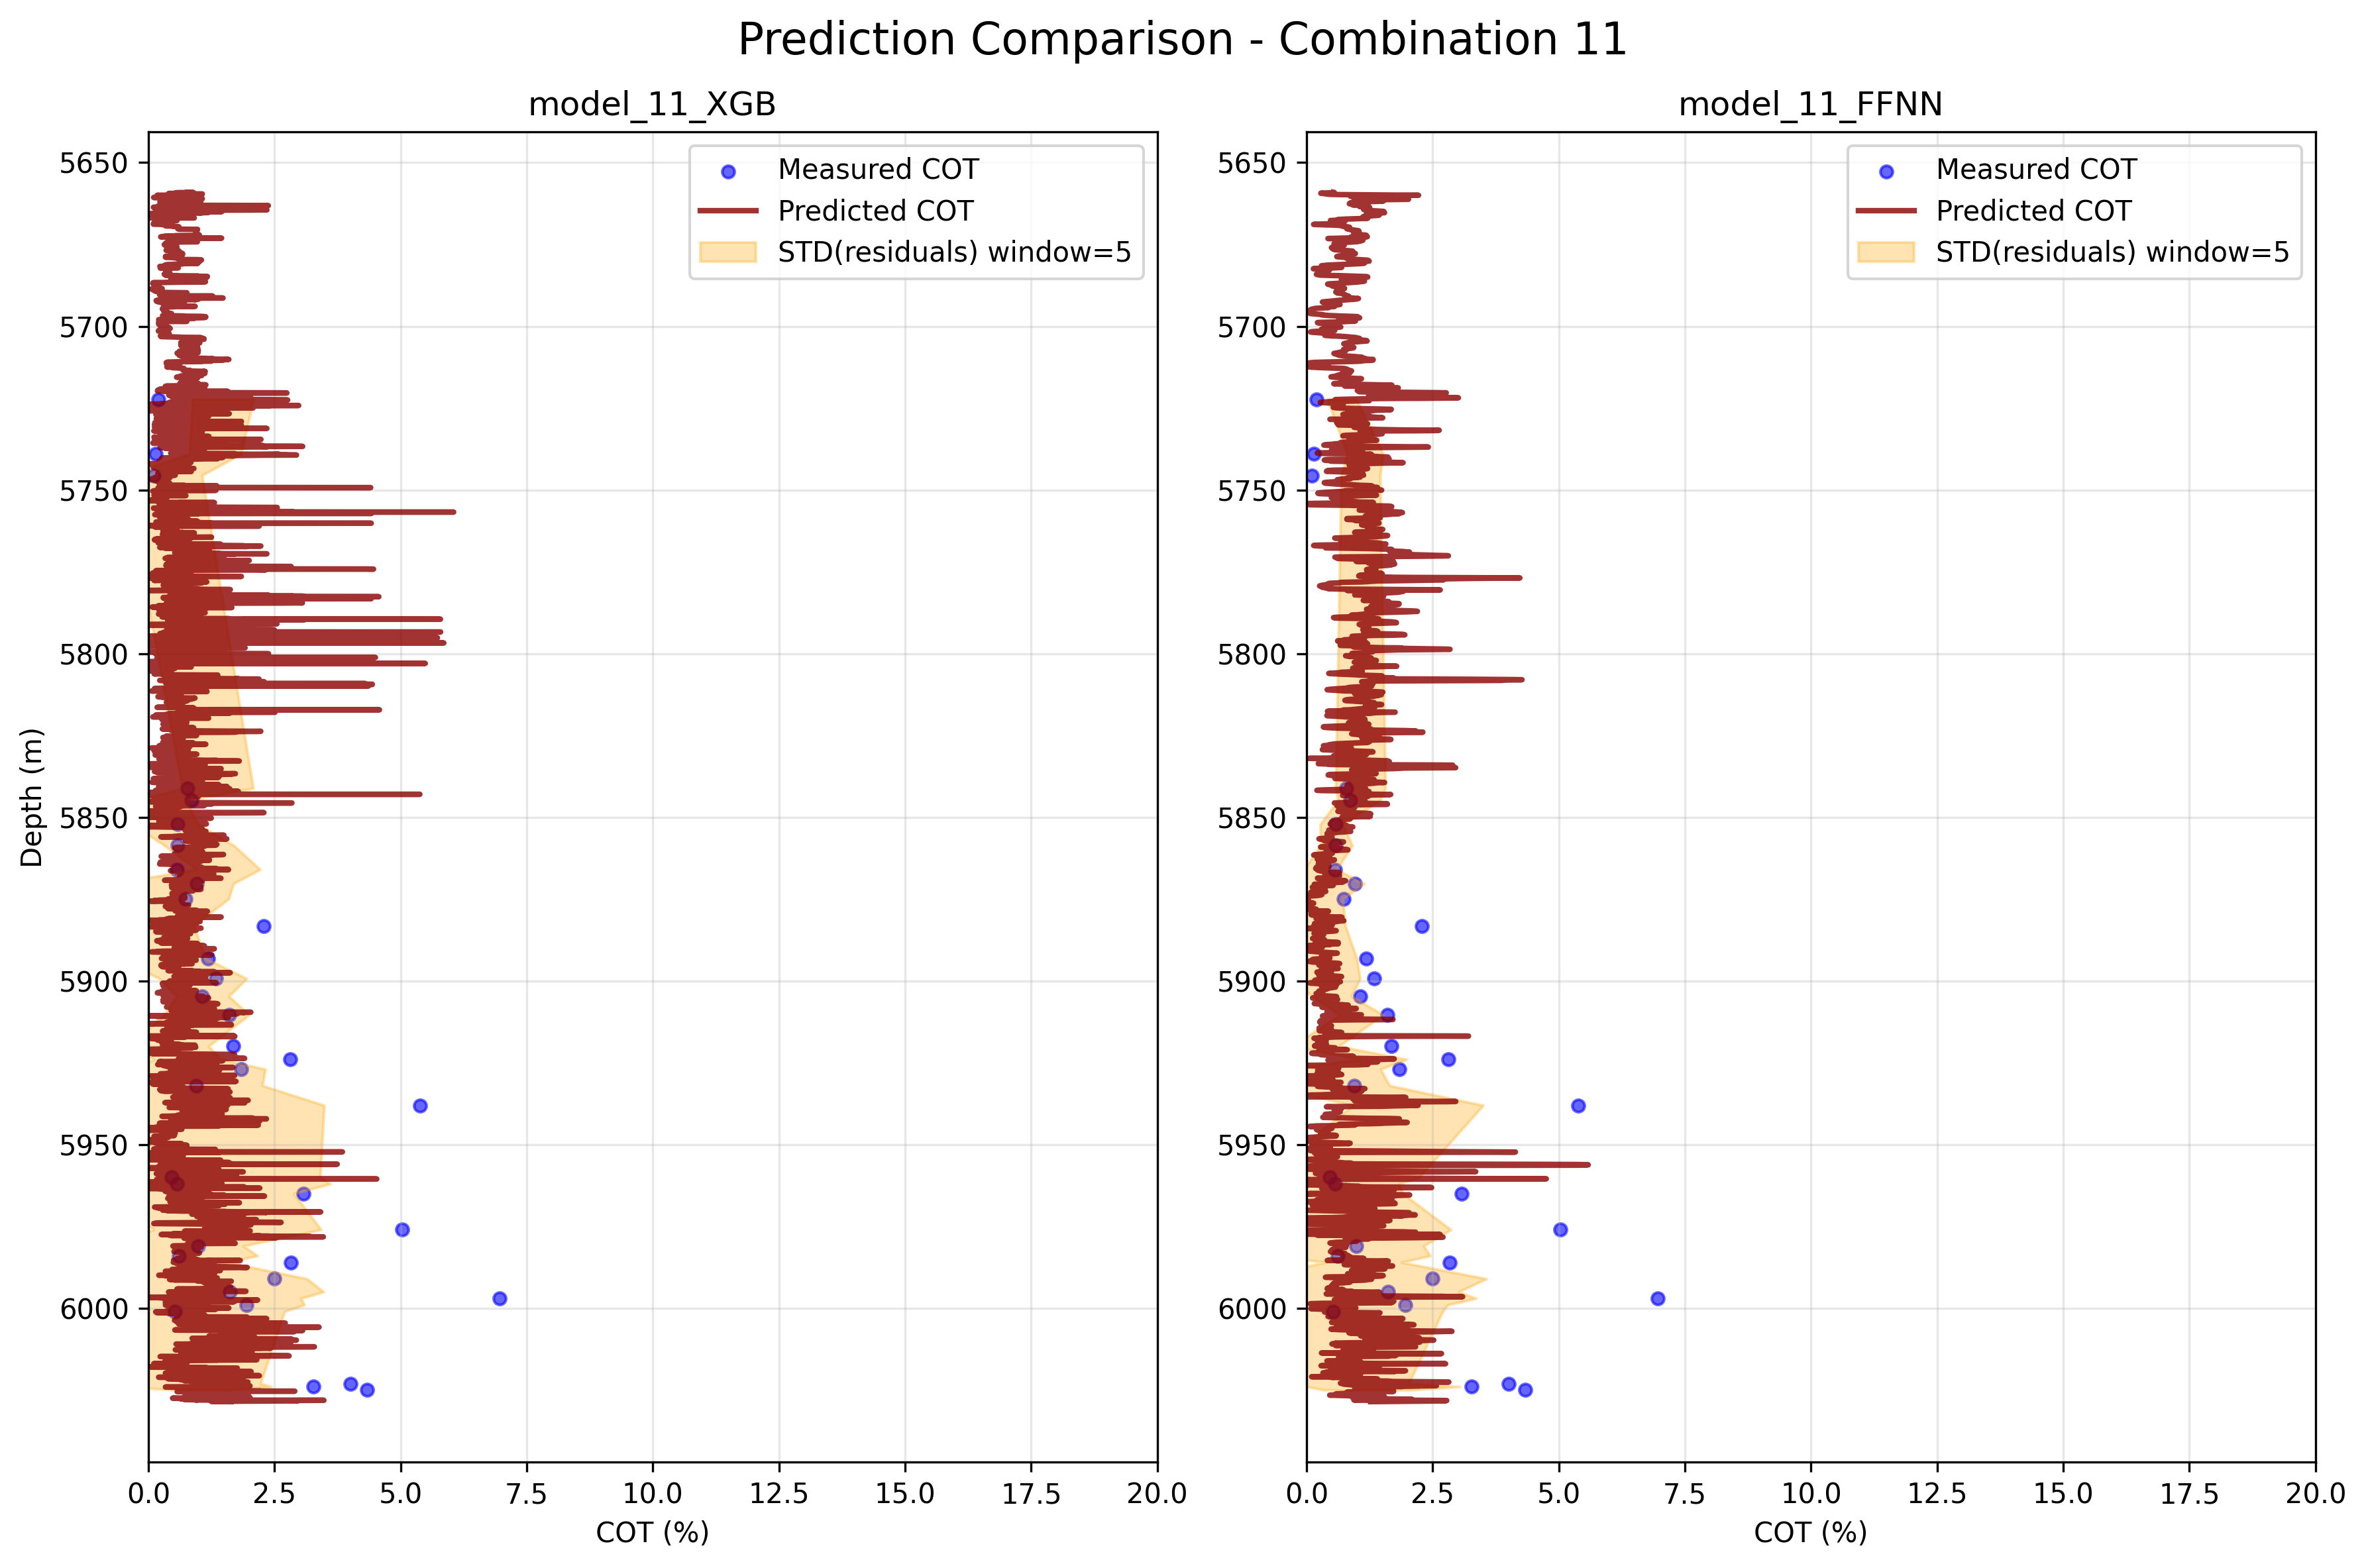 Prediction Comparison - Combination 11
model_11_XGB
Measured COT
Predicted COT
STD(residuals) window=5
5650
5700
5750
5800
5850
5900
5950
6000
Depth (m)
0.0 2.5 5.0 7.5 10.0 12.5 15.0 17.5 20.0
COT (%)
model_11_FFNN
Measured COT
Predicted COT
STD(residuals) window=5
5650
5700
5750
5800
5850
5900
5950
6000
0.0 2.5 5.0 7.5 10.0 12.5 15.0 17.5 20.0
COT (%)